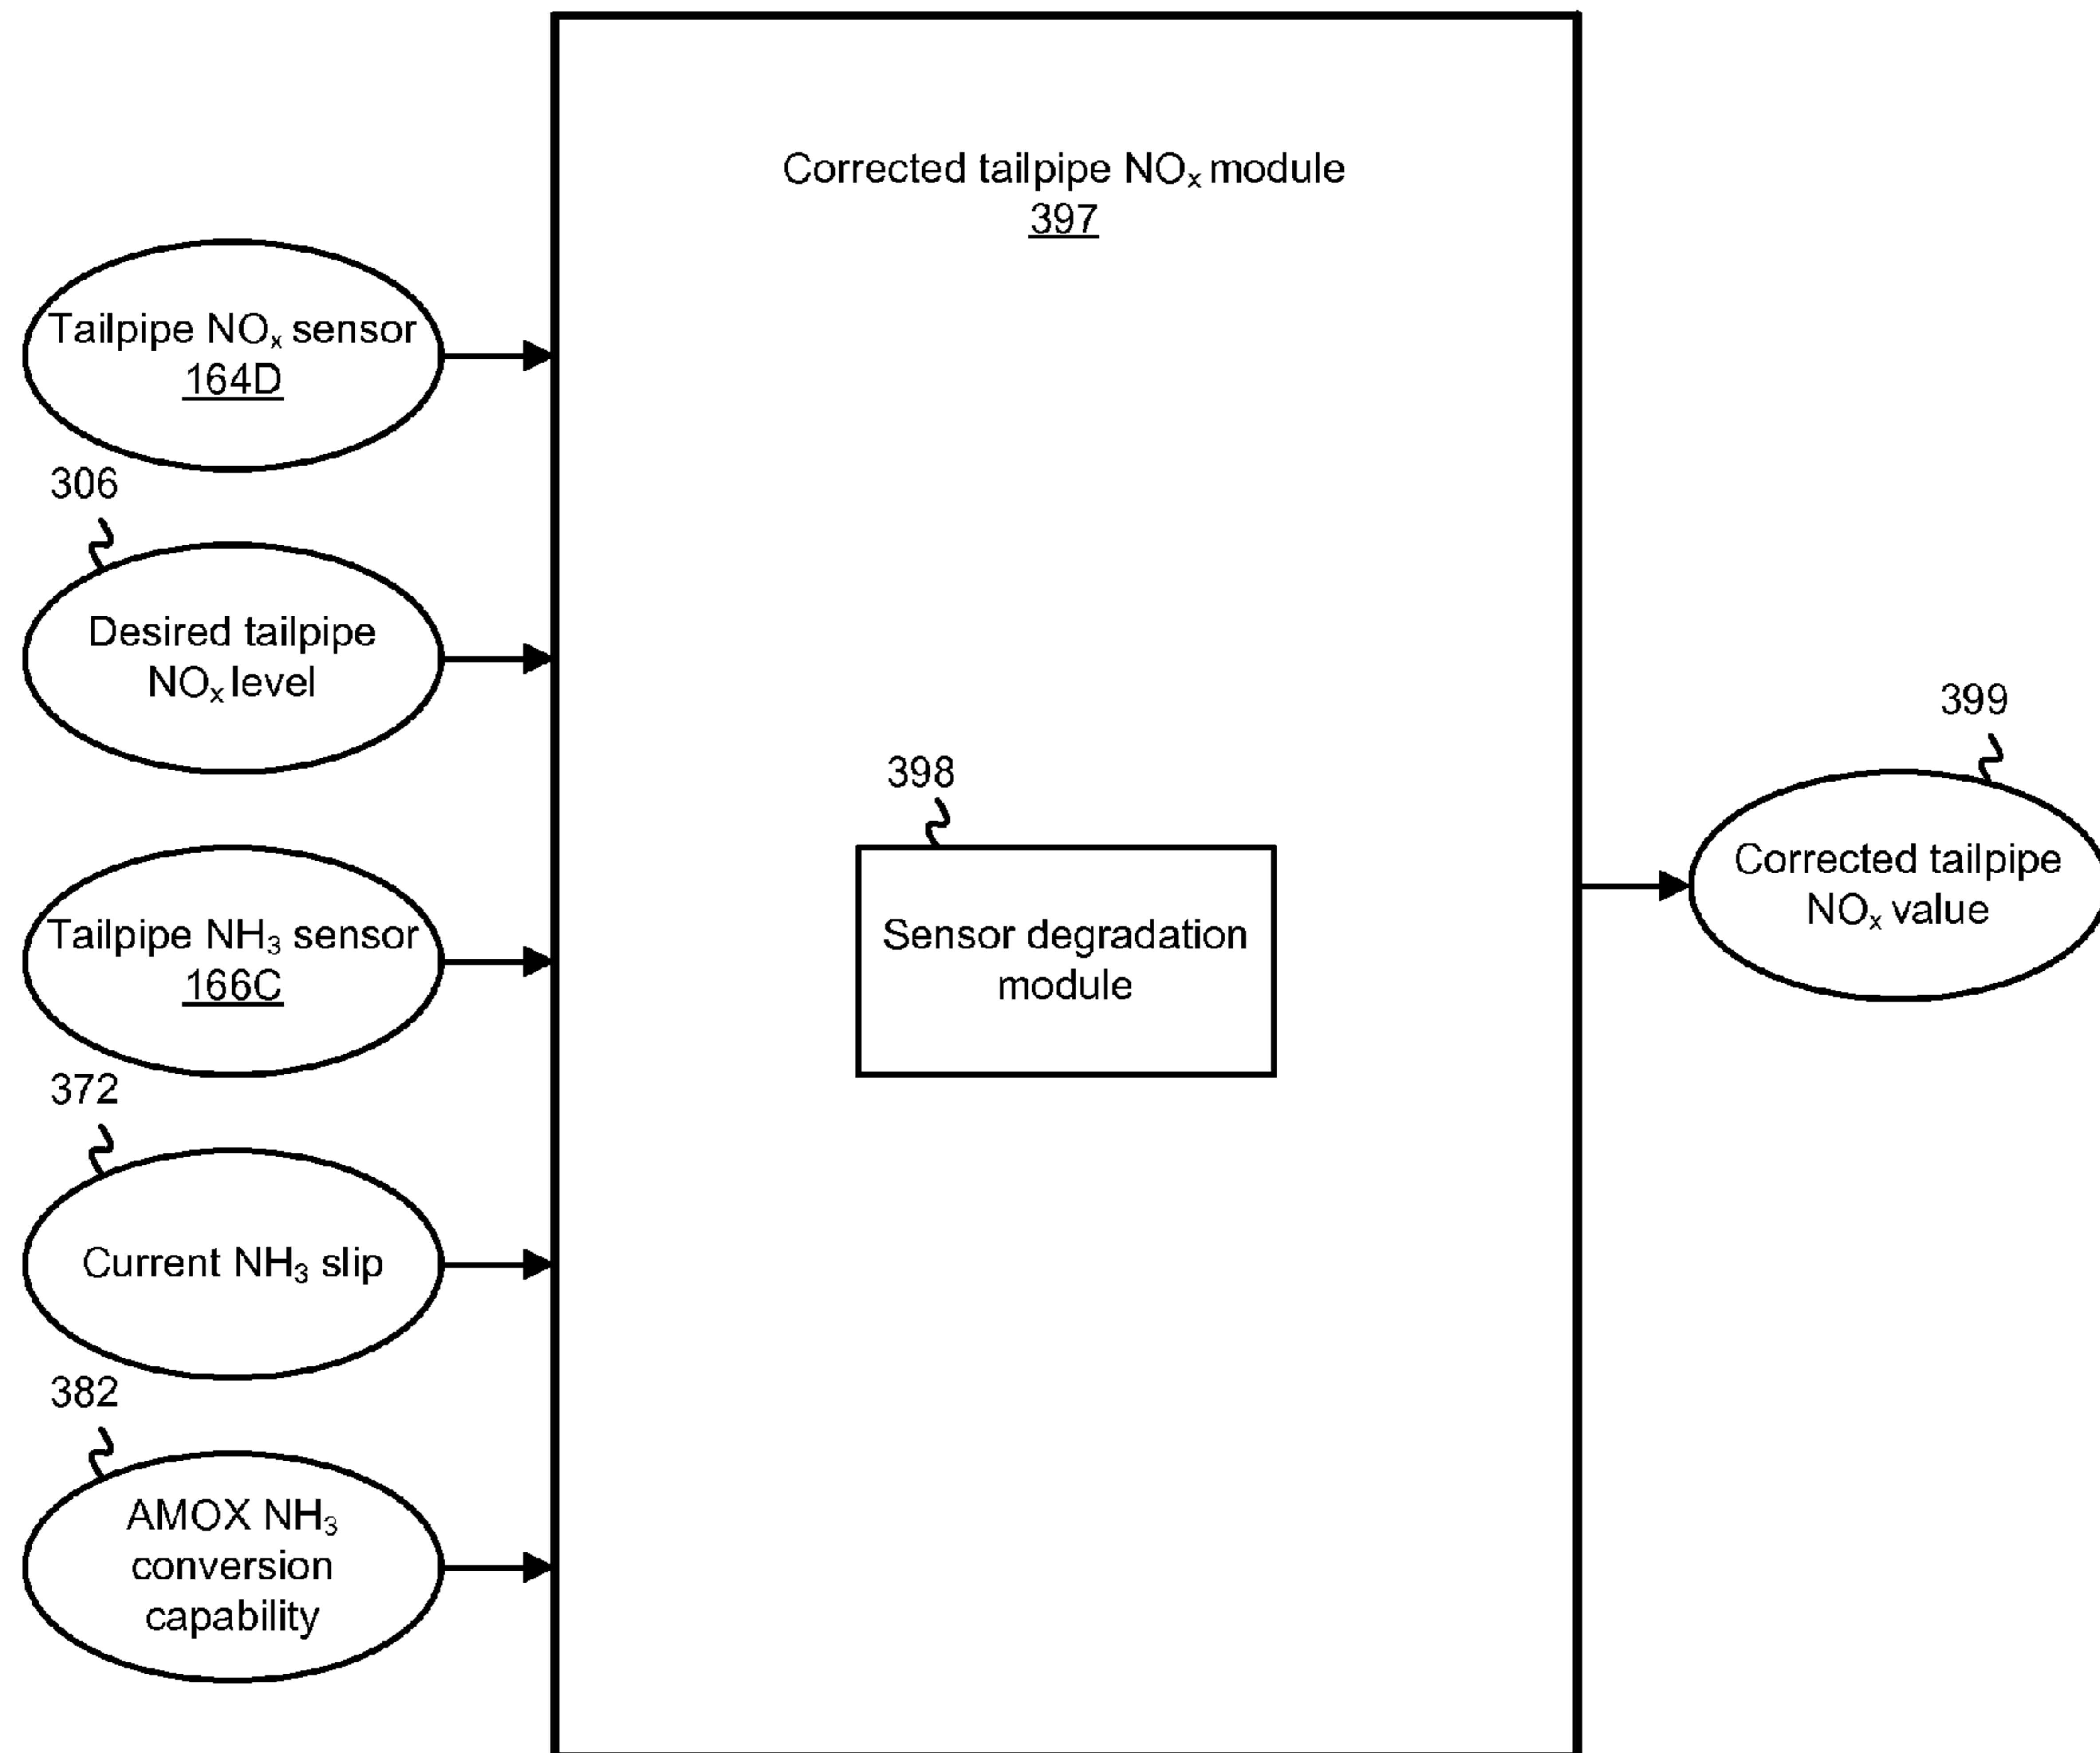 Corrected tailpipe NOₓ module
397
Tailpipe NOₓ sensor
164D
306
Desired tailpipe
NOₓ level
Tailpipe NH₃ sensor
166C
372
Current NH₃ slip
382
AMOX NH₃
conversion
capability
398
Sensor degradation
module
399
Corrected tailpipe
NOₓ value